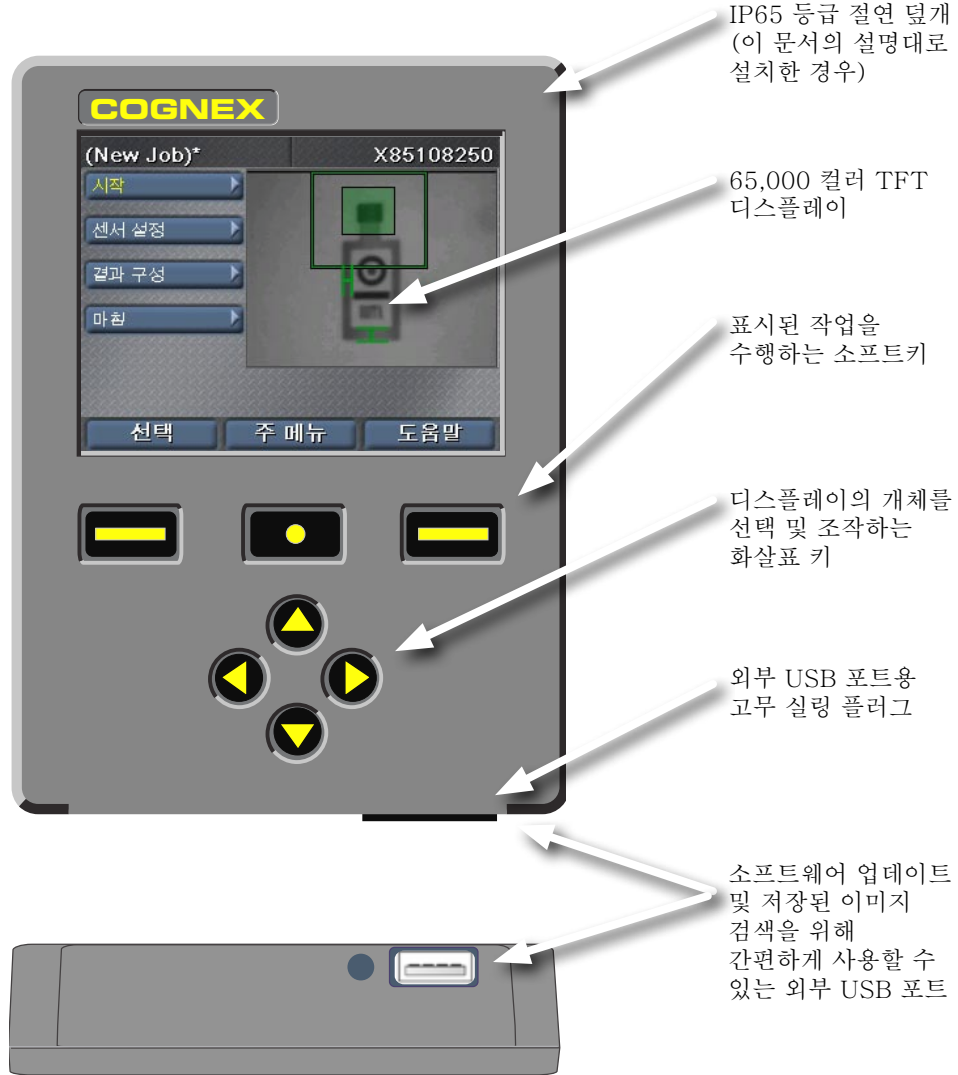 IP65 등급 절연 덮개
(이 문서의 설명대로
설치한 경우)
COGNEX
(New Job)* X85108250
시작
센서 설정
결과 구성
마침
선택 주 메뉴 도움말
65,000 컬러 TFT
디스플레이
표시된 작업을
수행하는 소프트키
디스플레이의 개체를
선택 및 조작하는
화살표 키
외부 USB 포트용
고무 실링 플러그
소프트웨어 업데이트
및 저장된 이미지
검색을 위해
간편하게 사용할 수
있는 외부 USB 포트